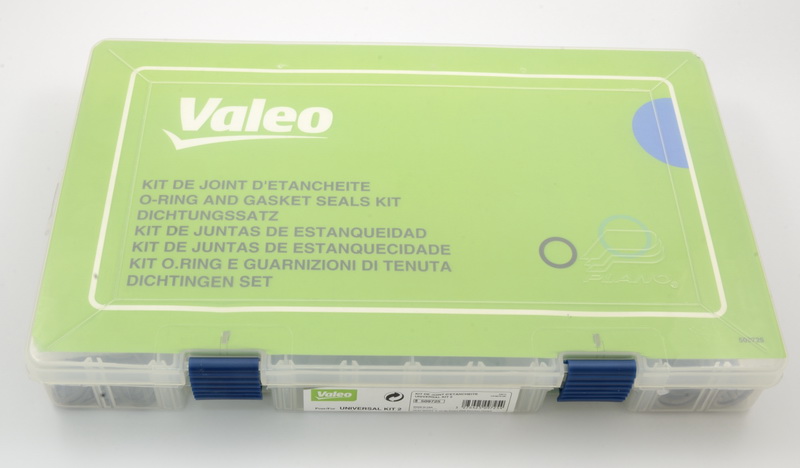 Valeo
KIT DE JOINT D'ETANCHEITE
O-RING AND GASKET SEALS KIT
DICHTUNGSSATZ
KIT DE JUNTAS DE ESTANQUEIDAD
KIT DE JUNTAS DE ESTANQUECIDADE
KIT O.RING E GUARNIZIONI DI TENUTA
DICHTINGEN SET
PLANO
Valeo
UNIVERSAL KIT 2